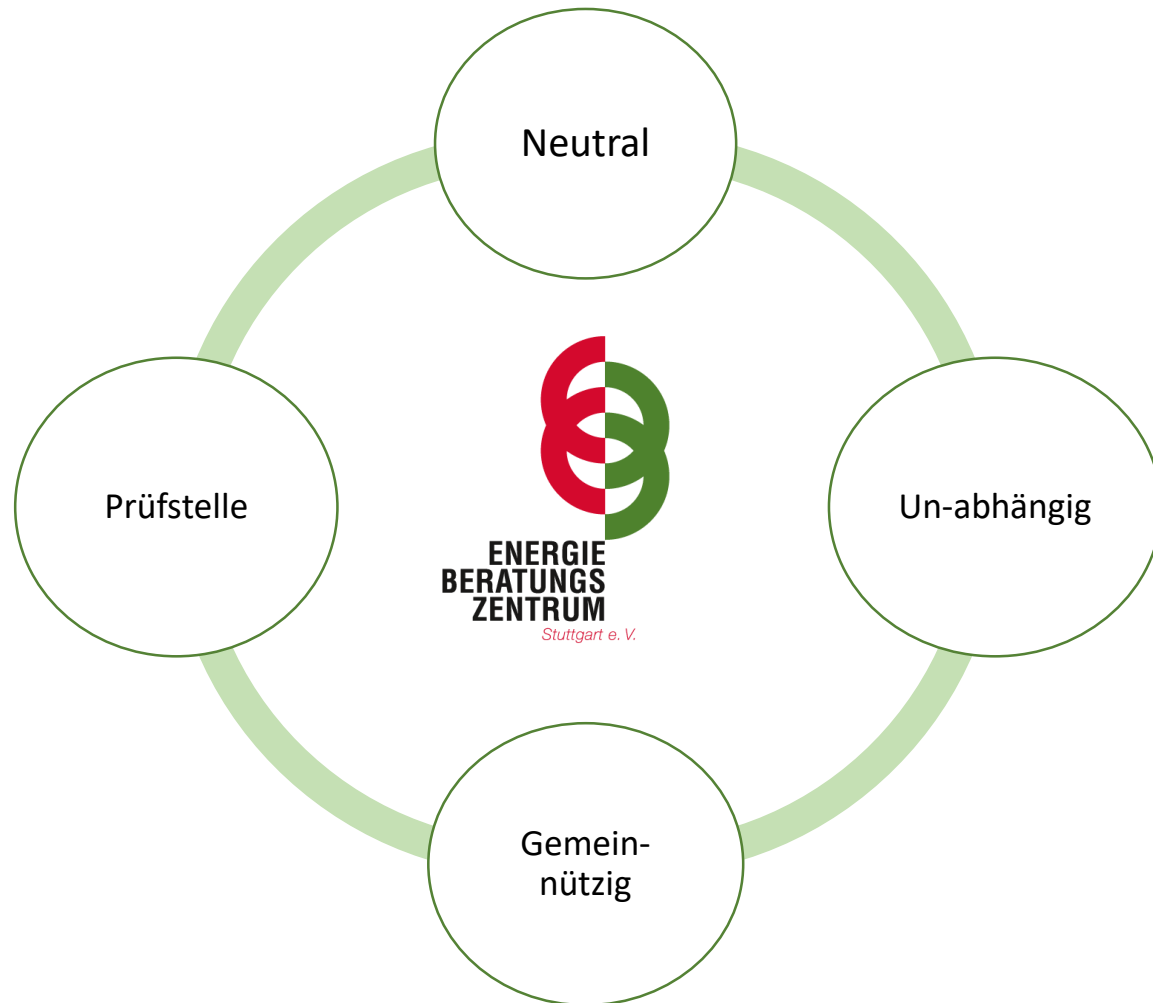 Neutral
Prüfstelle
Un-abhängig
ENERGIE
BERATUNGS
ZENTRUM
Stuttgart e. V.
Gemein-
nützig